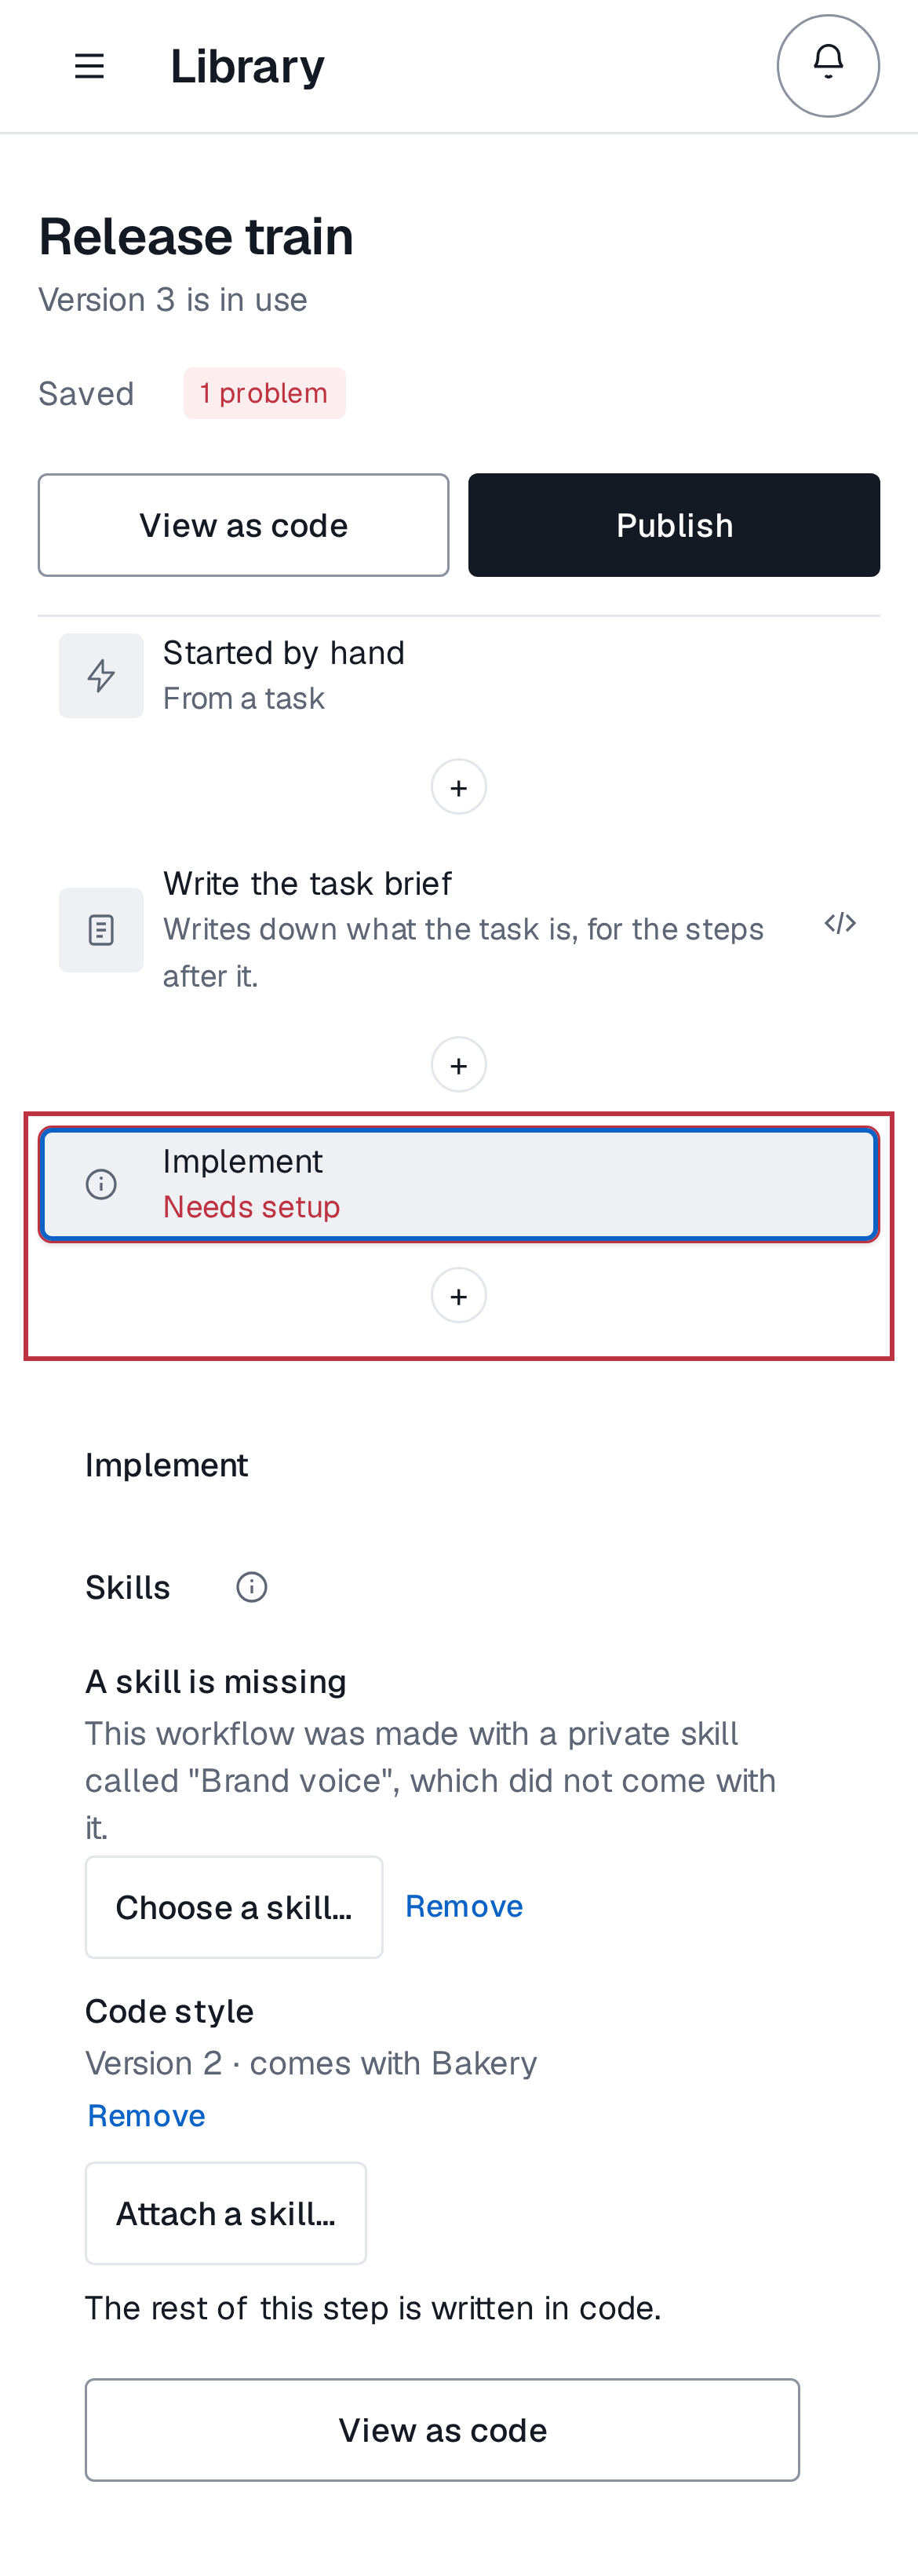 Library
Release train
Version 3 is in use
Saved
1 problem
View as code
Publish
Started by hand
From a task
+
Write the task brief
Writes down what the task is, for the steps
after it.
+
Implement
Needs setup
+
Implement
Skills
A skill is missing
This workflow was made with a private skill
called "Brand voice", which did not come with
it.
Choose a skill...
Remove
Code style
Version 2 · comes with Bakery
Remove
Attach a skill...
The rest of this step is written in code.
View as code